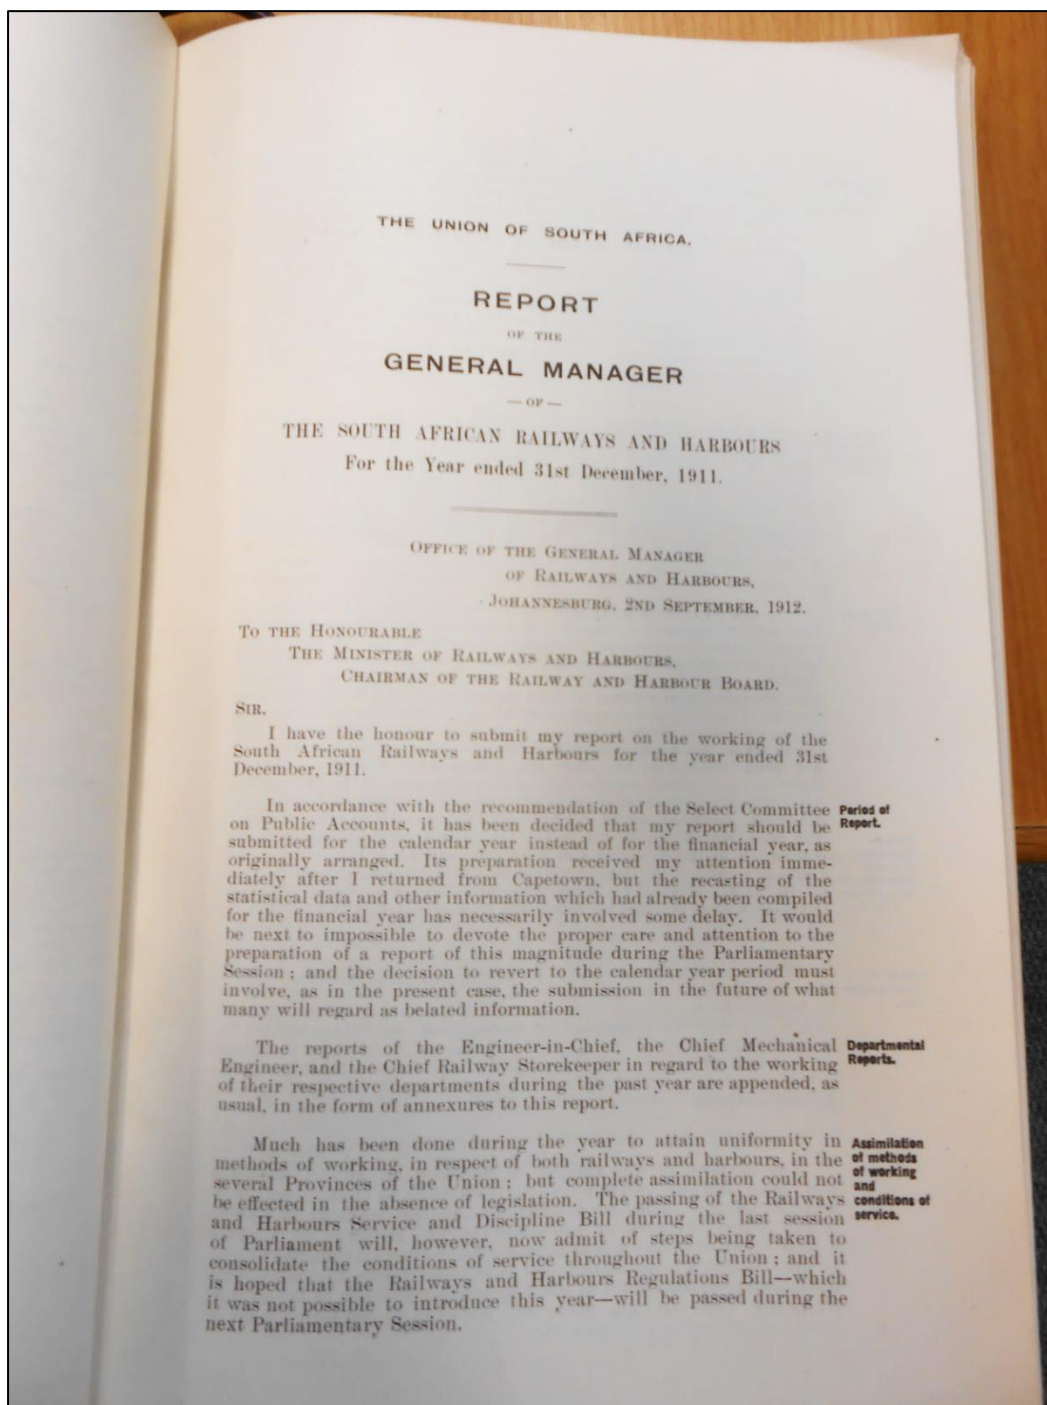 THE UNION OF SOUTH AFRICA.
REPORT
OF THE
GENERAL MANAGER
— OF —
THE SOUTH AFRICAN RAILWAYS AND HARBOURS
For the Year ended 31st December, 1911.
OFFICE OF THE GENERAL MANAGER
OF RAILWAYS AND HARBOURS,
JOHANNESBURG, 2ND SEPTEMBER, 1912.
TO THE HONOURABLE
THE MINISTER OF RAILWAYS AND HARBOURS,
CHAIRMAN OF THE RAILWAY AND HARBOUR BOARD.
SIR,
I have the honour to submit my report on the working of the
South African Railways and Harbours for the year ended 31st
December, 1911.
In accordance with the recommendation of the Select Committee
on Public Accounts, it has been decided that my report should be
submitted for the calendar year instead of for the financial year, as
originally arranged. Its preparation received my attention imme-
diately after I returned from Capetown, but the recasting of the
statistical data and other information which had already been compiled
for the financial year has necessarily involved some delay. It would
be next to impossible to devote the proper care and attention to the
preparation of a report of this magnitude during the Parliamentary
Session; and the decision to revert to the calendar year period must
involve, as in the present case, the submission in the future of what
many will regard as belated information.
Period of
Report.
The reports of the Engineer-in-Chief, the Chief Mechanical
Engineer, and the Chief Railway Storekeeper in regard to the working
of their respective departments during the past year are appended, as
usual, in the form of annexures to this report.
Departmental
Reports.
Much has been done during the year to attain uniformity in
methods of working, in respect of both railways and harbours, in the
several Provinces of the Union; but complete assimilation could not
be effected in the absence of legislation. The passing of the Railways
and Harbours Service and Discipline Bill during the last session
of Parliament will, however, now admit of steps being taken to
consolidate the conditions of service throughout the Union; and it
is hoped that the Railways and Harbours Regulations Bill—which
it was not possible to introduce this year—will be passed during the
next Parliamentary Session.
Assimilation
of methods
of working
and
conditions of
service.